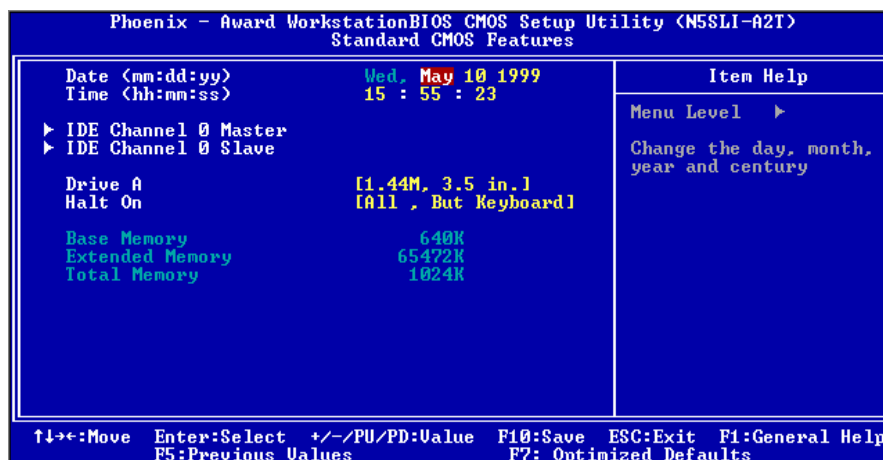 Phoenix - Award WorkstationBIOS CMOS Setup Utility (N5SLI-A2T)
Standard CMOS Features
Date (mm:dd:yy) Wed, May 10 1999
Time (hh:mm:ss) 15 : 55 : 23
▶ IDE Channel 0 Master
▶ IDE Channel 0 Slave
Drive A [1.44M, 3.5 in.]
Halt On [All , But Keyboard]
Base Memory 640K
Extended Memory 65472K
Total Memory 1024K
Item Help
Menu Level ▶
Change the day, month,
year and century
↑↓→←:Move Enter:Select +/-/PU/PD:Value F10:Save ESC:Exit F1:General Help
F5:Previous Values F7: Optimized Defaults